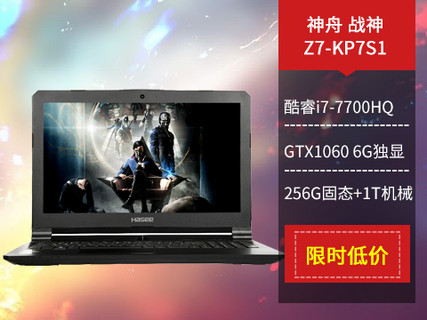 神舟 战神
Z7-KP7S1
酷睿i7-7700HQ
GTX1060 6G独显
256G固态+1T机械
限时低价
Hasee